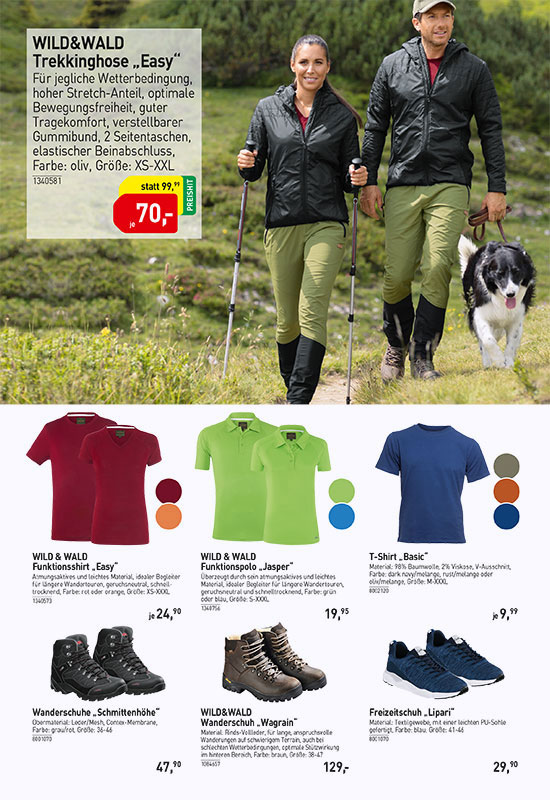 WILD&WALD
Trekkinghose „Easy“
Für jegliche Wetterbedingung,
hoher Stretch-Anteil, optimale
Bewegungsfreiheit, guter
Tragekomfort, verstellbarer
Gummibund, 2 Seitentaschen,
elastischer Beinabschluss,
Farbe: oliv, Größe: XS-XXL
1340581
statt 99,99
PREISHIT
je 70,-
WILD & WALD
Funktionsshirt „Easy“
Atmungsaktives und leichtes Material, idealer Begleiter
für längere Wandertouren, geruchsneutral, schnell-
trocknend, Farbe: rot oder orange, Größe: XS-XXXL
1340573
je 24,90
WILD & WALD
Funktionspolo „Jasper“
Überzeugt durch sein atmungsaktives und leichtes
Material, idealer Begleiter für längere Wandertouren,
geruchsneutral und schnelltrocknend, Farbe: grün
oder blau, Größe: S-XXXL
1340756
19,95
T-Shirt „Basic“
Material: 98% Baumwolle, 2% Viskose, V-Ausschnitt,
Farbe: dark navy/melange, rust/melange oder
oliv/melange, Größe: M-XXXL
8002120
je 9,99
Wanderschuhe „Schmittenhöhe“
Obermaterial: Leder/Mesh, Comex-Membrane,
Farbe: grau/rot, Größe: 36-46
8001070
47,90
WILD&WALD
Wanderschuh „Wagrain“
Material: Rinds-Vollleder, für lange, anspruchsvolle
Wanderungen auf schwierigem Terrain, auch bei
schlechten Wetterbedingungen, optimale Stützwirkung
im hinteren Bereich, Farbe: braun, Größe: 38-47
1084657
129,-
Freizeitschuh „Lipari“
Material: Textilgewebe, mit einer leichten PU-Sohle
gefertigt, Farbe: blau, Größe: 41-46
8001070
29,90